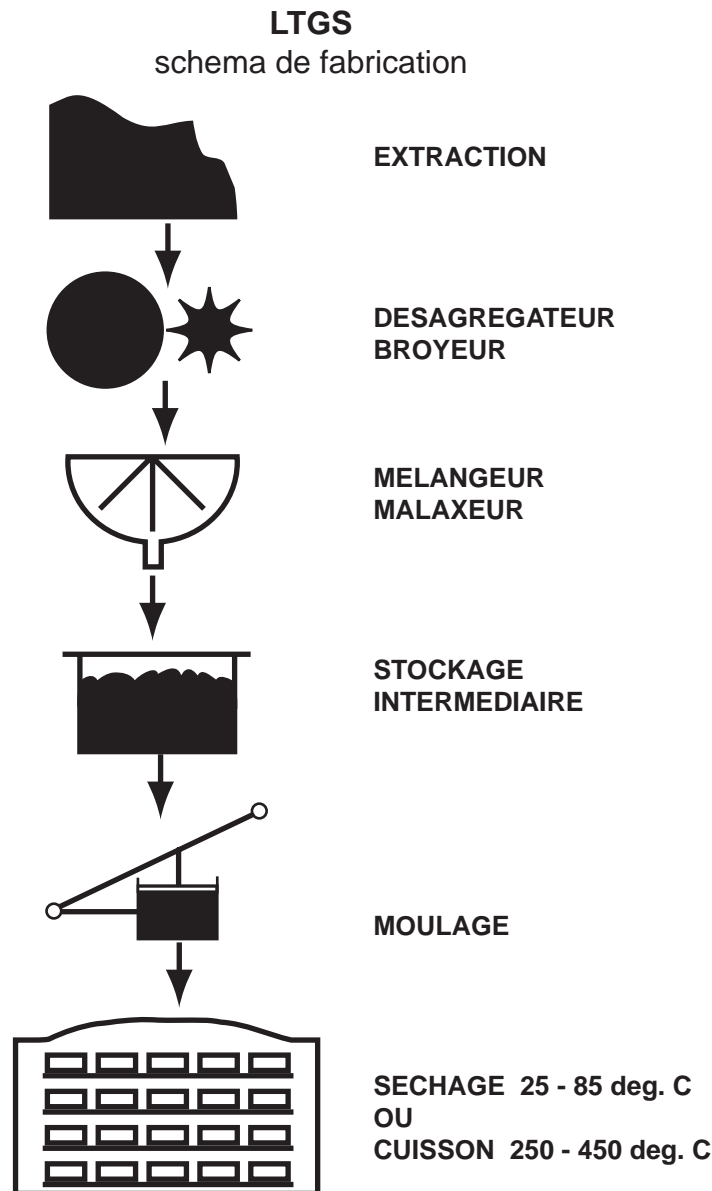 LTGS
schema de fabrication
EXTRACTION
DESAGREGATEUR
BROYEUR
MELANGEUR
MALAXEUR
STOCKAGE
INTERMEDIAIRE
MOULAGE
SECHAGE 25 - 85 deg. C
OU
CUISSON 250 - 450 deg. C